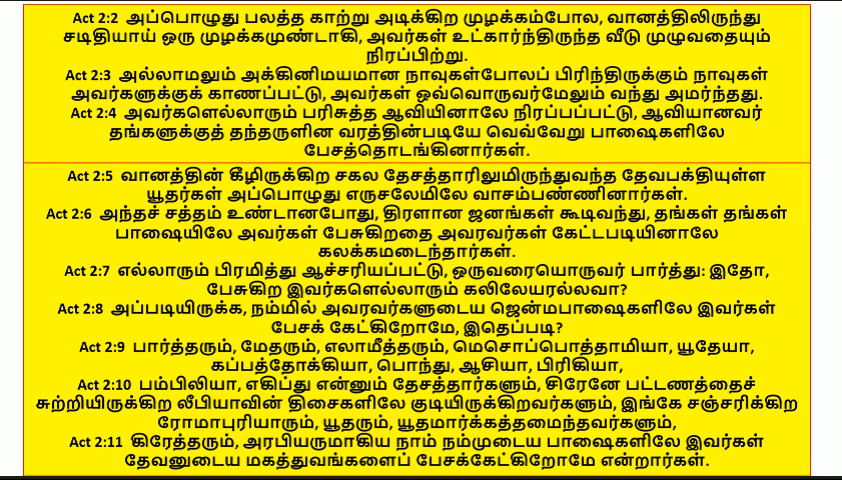 Act 2:2 அப்பொழுது பலத்த காற்று அடிக்கிற முழக்கம்போல, வானத்திலிருந்து
சடிதியாய் ஒரு முழக்கமுண்டாகி, அவர்கள் உட்கார்ந்திருந்த வீடு முழுவதையும்
நிரப்பிற்று.
Act 2:3 அல்லாமலும் அக்கினிமயமான நாவுகள்போலப் பிரிந்திருக்கும் நாவுகள்
அவர்களுக்குக் காணப்பட்டு, அவர்கள் ஒவ்வொருவர்மேலும் வந்து அமர்ந்தது.
Act 2:4 அவர்களெல்லாரும் பரிசுத்த ஆவியினாலே நிரப்பப்பட்டு, ஆவியானவர்
தங்களுக்குத் தந்தருளின வரத்தின்படியே வெவ்வேறு பாஷைகளிலே
பேசத்தொடங்கினார்கள்.
Act 2:5 வானத்தின் கீழிருக்கிற சகல தேசத்தாரிலுமிருந்துவந்த தேவபக்தியுள்ள
யூதர்கள் அப்பொழுது எருசலேமிலே வாசம்பண்ணினார்கள்.
Act 2:6 அந்தச் சத்தம் உண்டானபோது, திரளான ஜனங்கள் கூடிவந்து, தங்கள் தங்கள்
பாஷையிலே அவர்கள் பேசுகிறதை அவரவர்கள் கேட்டபடியினாலே
கலக்கமடைந்தார்கள்.
Act 2:7 எல்லாரும் பிரமித்து ஆச்சரியப்பட்டு, ஒருவரையொருவர் பார்த்து: இதோ,
பேசுகிற இவர்களெல்லாரும் கலிலேயரல்லவா?
Act 2:8 அப்படியிருக்க, நம்மில் அவரவர்களுடைய ஜென்மபாஷைகளிலே இவர்கள்
பேசக் கேட்கிறோமே, இதெப்படி?
Act 2:9 பார்த்தரும், மேதரும், எலாமீத்தரும், மெசொப்பொத்தாமியா, யூதேயா,
கப்பத்தோக்கியா, பொந்து, ஆசியா, பிரிகியா,
Act 2:10 பம்பிலியா, எகிப்து என்னும் தேசத்தார்களும், சிரேனே பட்டணத்தைச்
சுற்றியிருக்கிற லீபியாவின் திசைகளிலே குடியிருக்கிறவர்களும், இங்கே சஞ்சரிக்கிற
ரோமாபுரியாரும், யூதரும், யூதமார்க்கத்தமைந்தவர்களும்,
Act 2:11 கிரேத்தரும், அரபியருமாகிய நாம் நம்முடைய பாஷைகளிலே இவர்கள்
தேவனுடைய மகத்துவங்களைப் பேசக்கேட்கிறோமே என்றார்கள்.